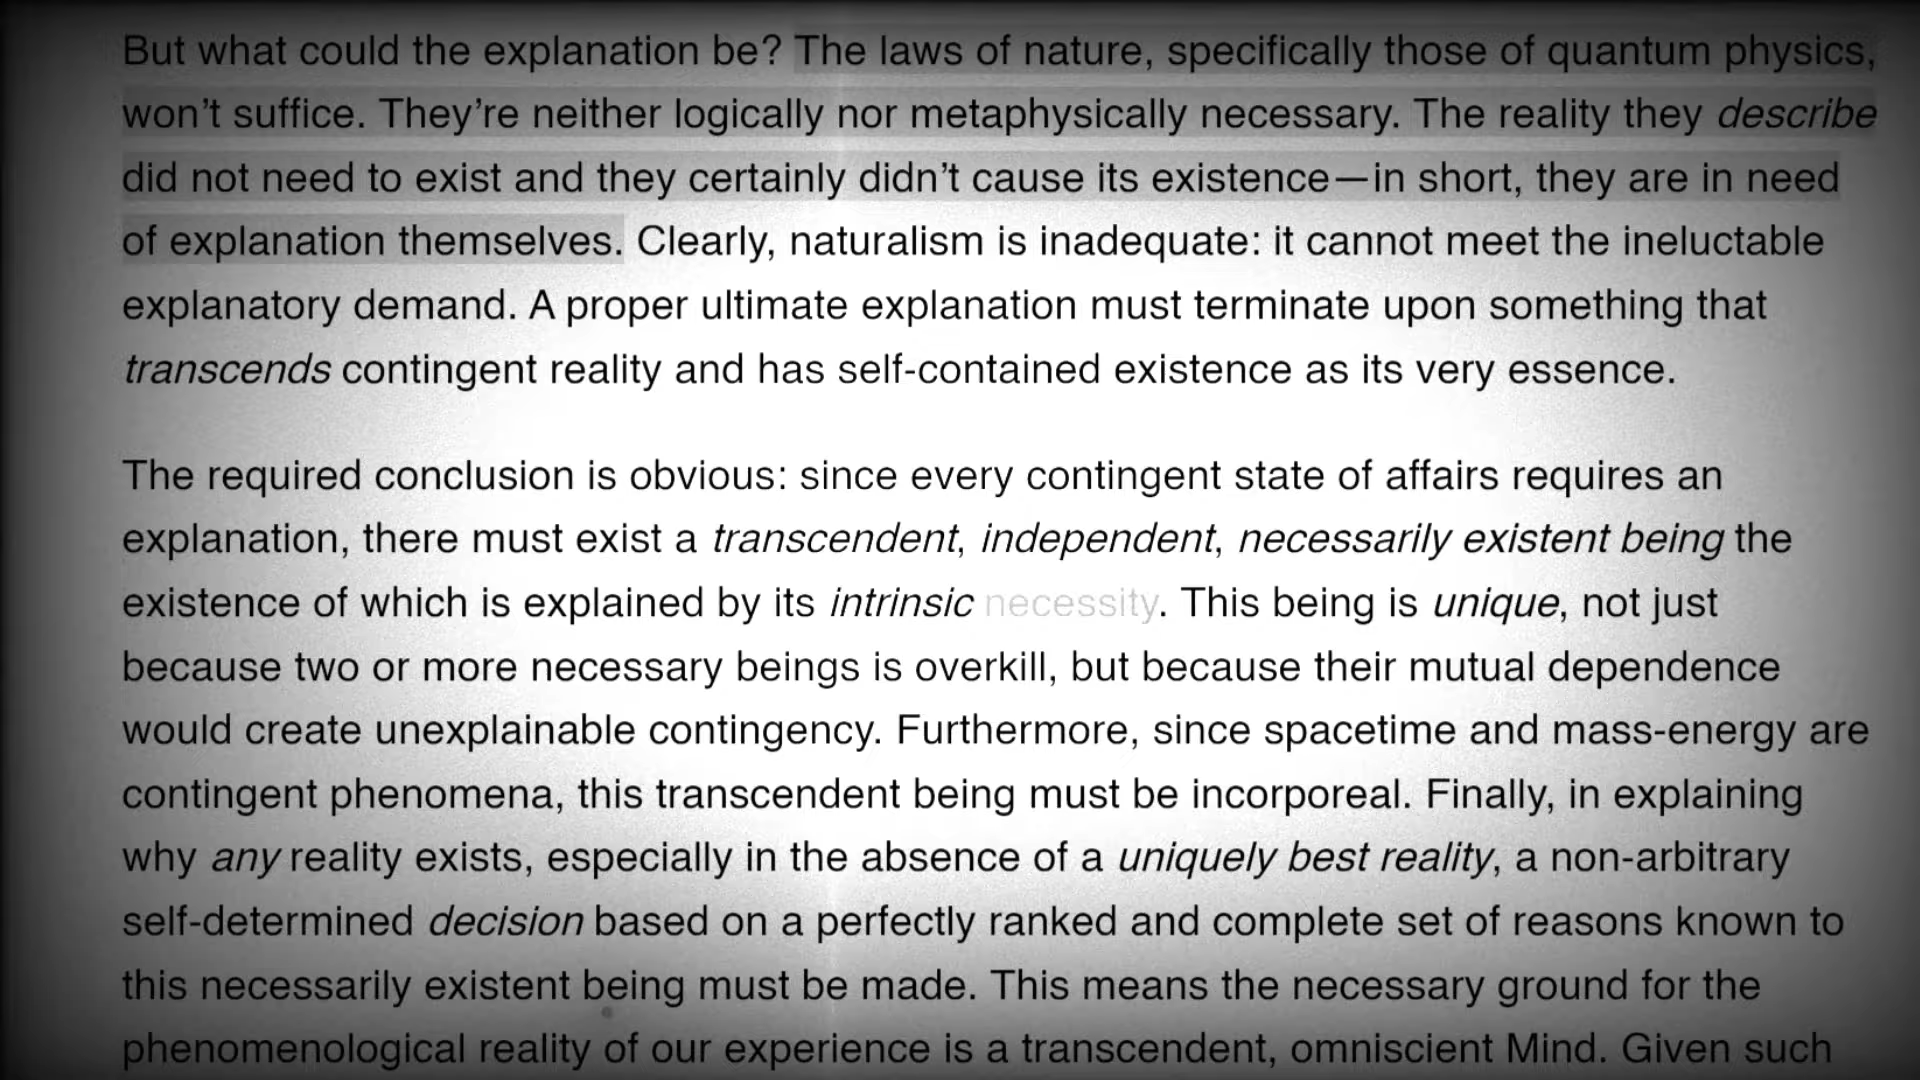 But what could the explanation be? The laws of nature, specifically those of quantum physics,
won't suffice. They're neither logically nor metaphysically necessary. The reality they describe
did not need to exist and they certainly didn't cause its existence—in short, they are in need
of explanation themselves. Clearly, naturalism is inadequate: it cannot meet the ineluctable
explanatory demand. A proper ultimate explanation must terminate upon something that
transcends contingent reality and has self-contained existence as its very essence.
The required conclusion is obvious: since every contingent state of affairs requires an
explanation, there must exist a transcendent, independent, necessarily existent being the
existence of which is explained by its intrinsic necessity. This being is unique, not just
because two or more necessary beings is overkill, but because their mutual dependence
would create unexplainable contingency. Furthermore, since spacetime and mass-energy are
contingent phenomena, this transcendent being must be incorporeal. Finally, in explaining
why any reality exists, especially in the absence of a uniquely best reality, a non-arbitrary
self-determined decision based on a perfectly ranked and complete set of reasons known to
this necessarily existent being must be made. This means the necessary ground for the
phenomenological reality of our experience is a transcendent, omniscient Mind. Given such